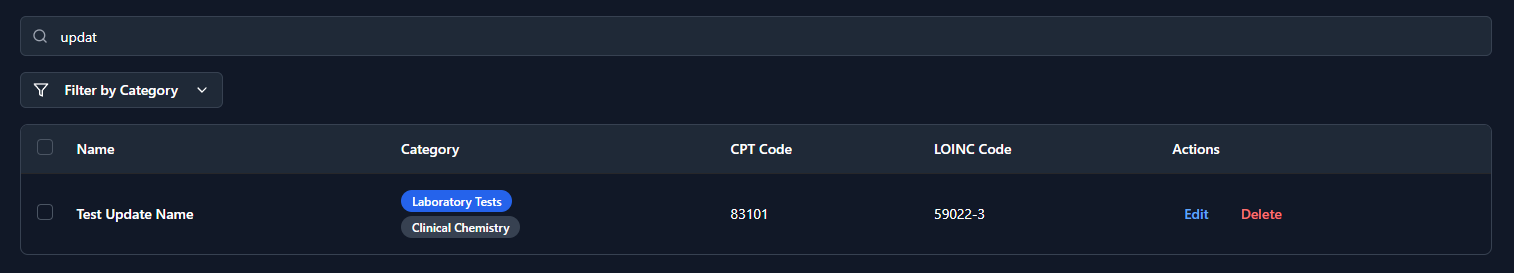 updat
Filter by Category
Name Category CPT Code LOINC Code Actions
Test Update Name Laboratory Tests Clinical Chemistry 83101 59022-3 Edit Delete